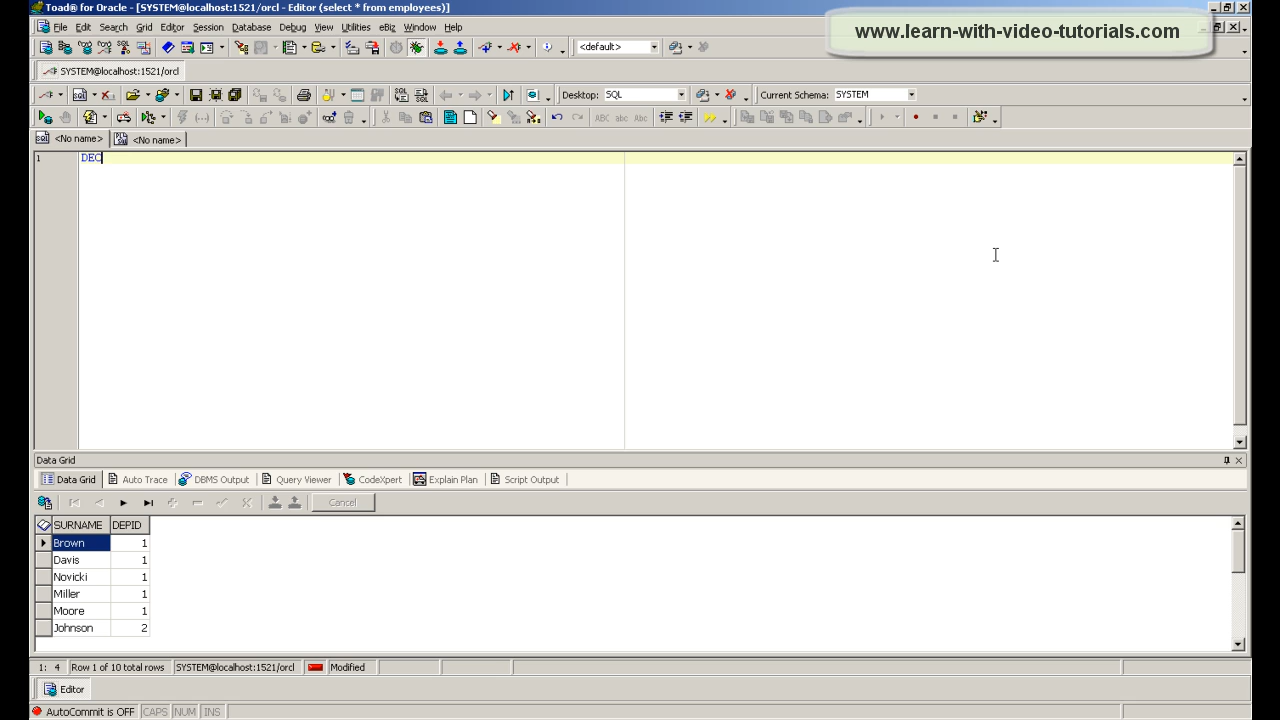 Toad® for Oracle - [SYSTEM@localhost:1521/orcl - Editor (select * from employees)]
File Edit Search Grid Editor Session Database Debug View Utilities eBiz Window Help
www.learn-with-video-tutorials.com
<default>
SYSTEM@localhost:1521/orcl
Desktop: SQL Current Schema: SYSTEM
<No name> <No name>
1 DEC
Data Grid
Data Grid Auto Trace DBMS Output Query Viewer CodeXpert Explain Plan Script Output
Cancel
SURNAME DEPID
Brown 1
Davis 1
Novicki 1
Miller 1
Moore 1
Johnson 2
1: 4 Row 1 of 10 total rows SYSTEM@localhost:1521/orcl Modified
Editor
AutoCommit is OFF CAPS NUM INS